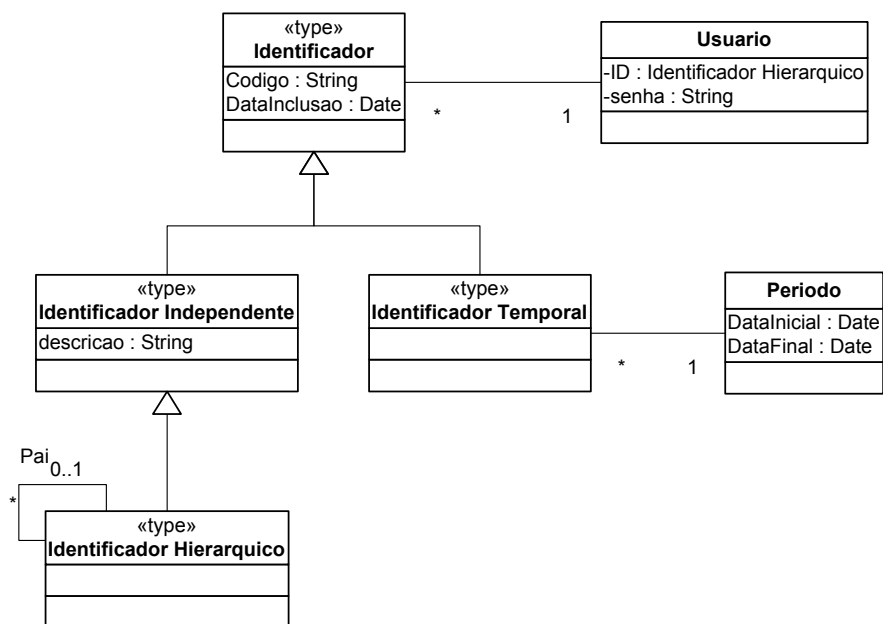 «type»
Identificador
Codigo : String
DataInclusao : Date
Usuario
-ID : Identificador Hierarquico
-senha : String
*
1
«type»
Identificador Independente
descricao : String
«type»
Identificador Temporal
Periodo
DataInicial : Date
DataFinal : Date
*
1
Pai
0..1
*
«type»
Identificador Hierarquico